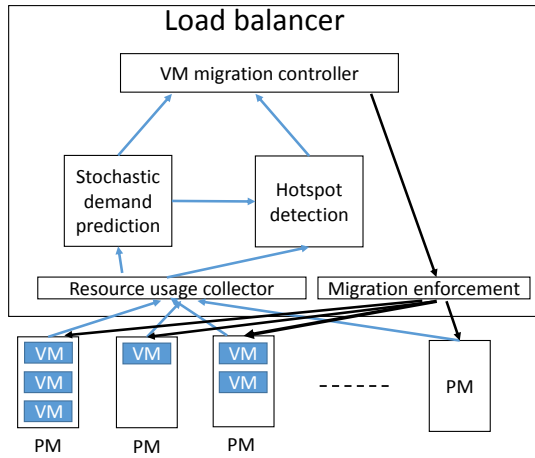 Load balancer
VM migration controller
Stochastic
demand
prediction
Hotspot
detection
Resource usage collector
Migration enforcement
VM
VM
VM
VM
VM
VM
PM
PM
PM
PM